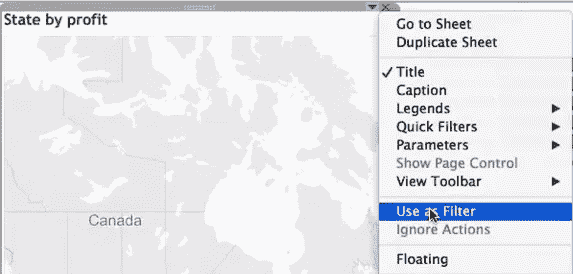 State by profit
Canada
Go to Sheet
Duplicate Sheet
Title
Caption
Legends
Quick Filters
Parameters
Show Page Control
View Toolbar
Use as Filter
Ignore Actions
Floating